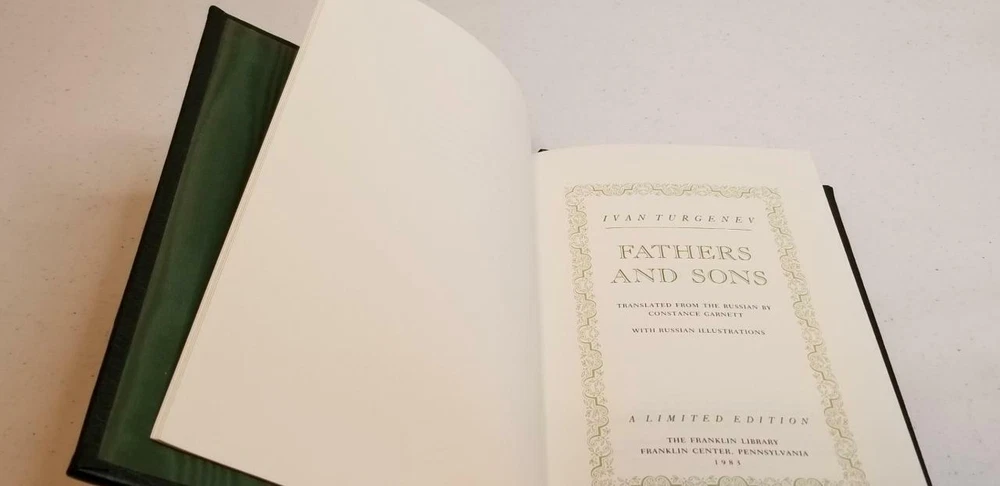 IVAN TURGENEV
FATHERS
AND SONS
TRANSLATED FROM THE RUSSIAN BY
CONSTANCE GARNETT
WITH RUSSIAN ILLUSTRATIONS
A LIMITED EDITION
THE FRANKLIN LIBRARY
FRANKLIN CENTER, PENNSYLVANIA
1983